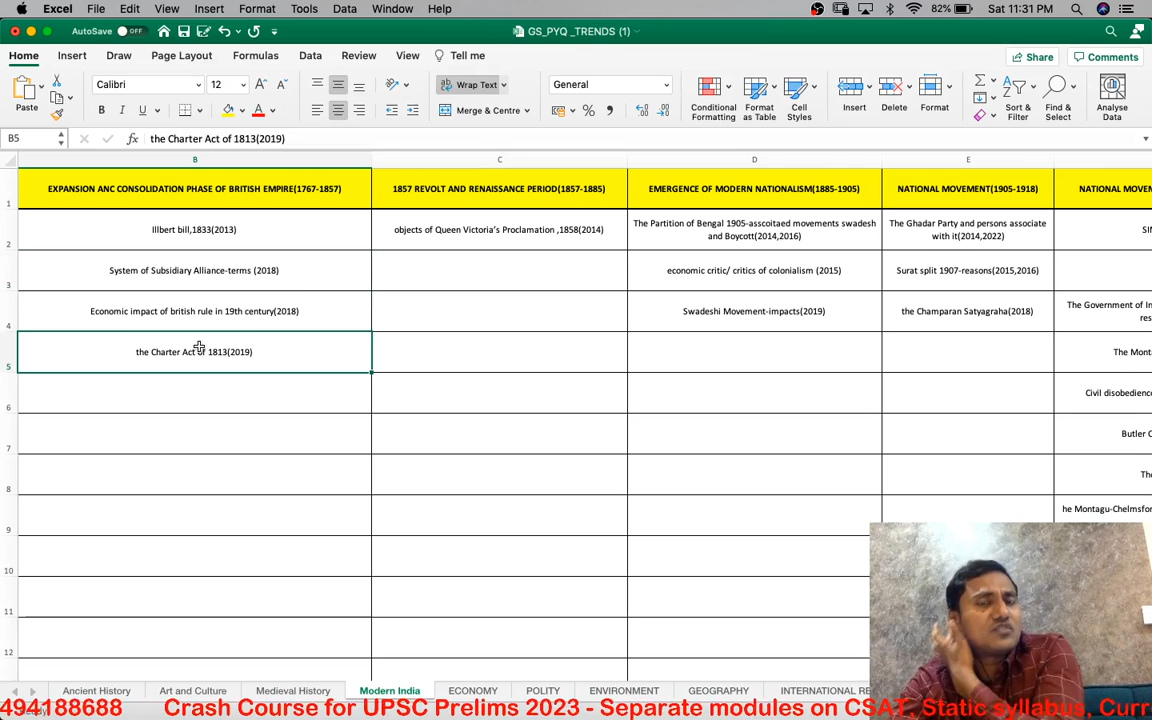 Excel File Edit View Insert Format Tools Data Window Help 82% Sat 11:31 PM
AutoSave OFF GS_PYQ _TRENDS (1)
Home Insert Draw Page Layout Formulas Data Review View Tell me Share Comments
Paste Calibri 12 Wrap Text General
B I U A Merge & Centre % Conditional Formatting Format as Table Cell Styles Insert Delete Format Sort & Filter Find & Select Analyse Data
B5 fx the Charter Act of 1813(2019)
B C D E
1 EXPANSION ANC CONSOLIDATION PHASE OF BRITISH EMPIRE(1767-1857) 1857 REVOLT AND RENAISSANCE PERIOD(1857-1885) EMERGENCE OF MODERN NATIONALISM(1885-1905) NATIONAL MOVEMENT(1905-1918) NATIONAL MOVEM
2 Illbert bill,1833(2013) objects of Queen Victoria's Proclamation ,1858(2014) The Partition of Bengal 1905-asscoitaed movements swadesh and Boycott(2014,2016) The Ghadar Party and persons associate with it(2014,2022)
3 System of Subsidiary Alliance-terms (2018) economic critic/ critics of colonialism (2015) Surat split 1907-reasons(2015,2016)
4 Economic impact of british rule in 19th century(2018) Swadeshi Movement-impacts(2019) the Champaran Satyagraha(2018) The Government of In res
5 the Charter Act of 1813(2019) The Mont
6 Civil disobedienc
7 Butler C
8 The
9 he Montagu-Chelmsfor
10
11
12
Ancient History Art and Culture Medieval History Modern India ECONOMY POLITY ENVIRONMENT GEOGRAPHY INTERNATIONAL RE
494188688 Crash Course for UPSC Prelims 2023 - Separate modules on CSAT, Static syllabus, Curr